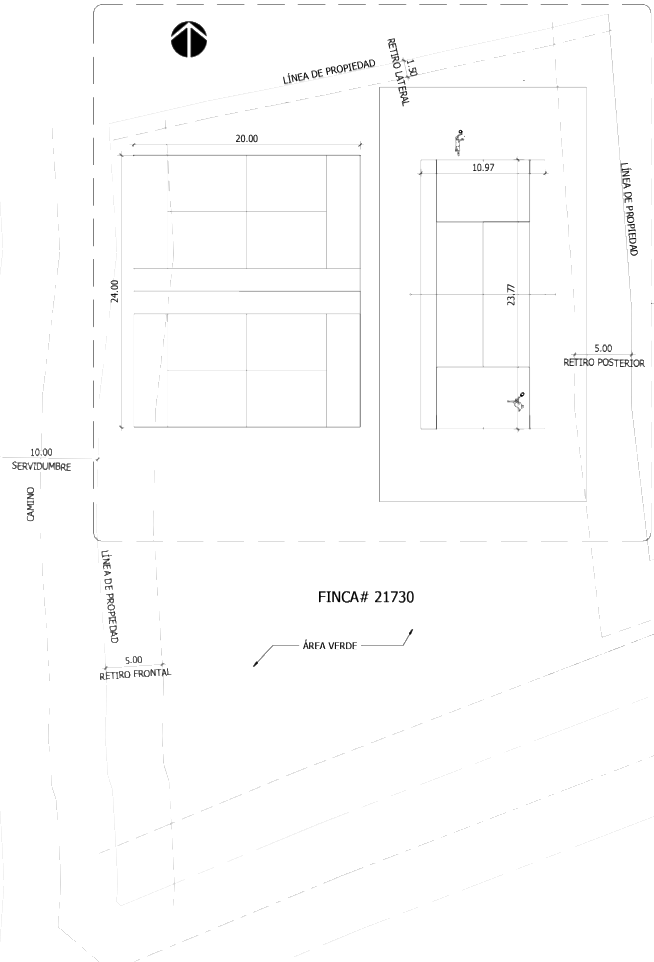 LÍNEA DE PROPIEDAD
RETIRO LATERAL
1.50
20.00
10.97
LÍNEA DE PROPIEDAD
24.00
23.77
5.00
RETIRO POSTERIOR
10.00
SERVIDUMBRE
CAMINO
LÍNEA DE PROPIEDAD
FINCA# 21730
ÁREA VERDE
5.00
RETIRO FRONTAL